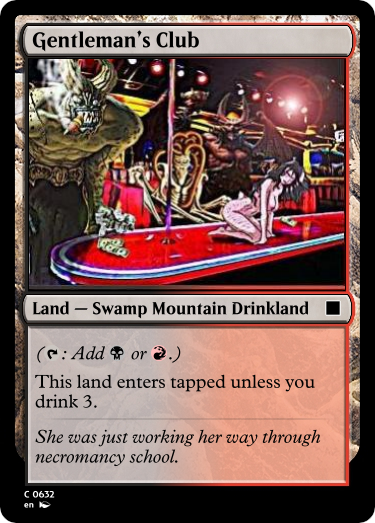 Gentleman's Club
Land — Swamp Mountain Drinkland
( : Add or .)
This land enters tapped unless you
drink 3.
She was just working her way through
necromancy school.
C 0632
en